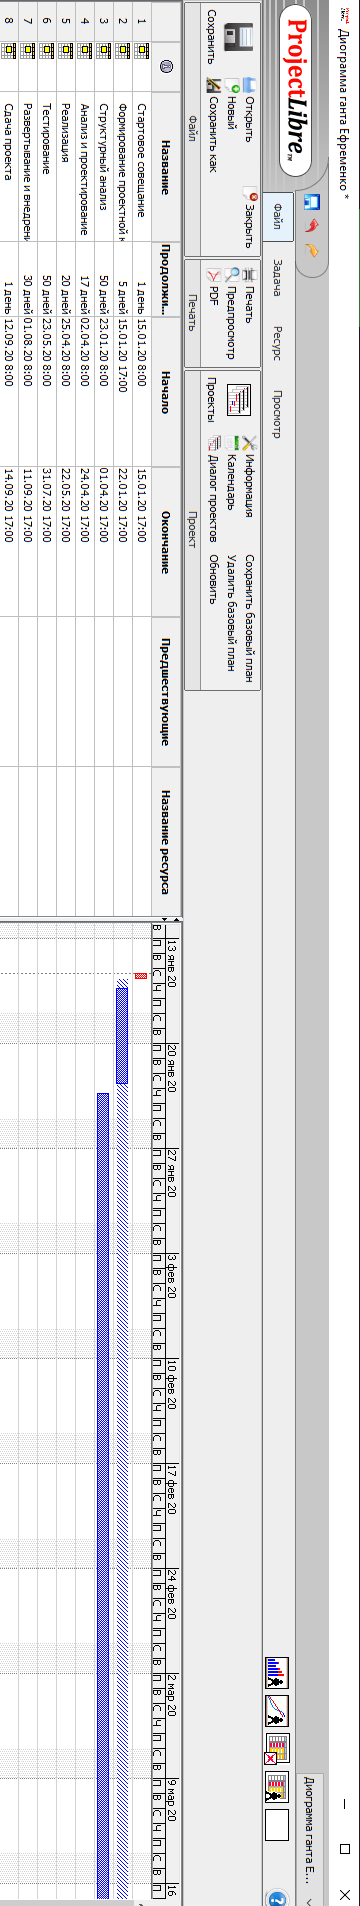 Диограмма ганта Ефременко *
ProjectLibre™
Файл Задача Ресурс Просмотр
Диограмма ганта Е...
Сохранить Открыть Новый Сохранить как Закрыть
Файл
Печать Предпросмотр PDF
Печать
Проекты Информация Календарь Диалог проектов
Сохранить базовый план Удалить базовый план Обновить
Проект
Название Продолжи... Начало Окончание Предшествующие Название ресурса
1 Стартовое совещание 1 день 15.01.20 8:00 15.01.20 17:00
2 Формирование проектной к 5 дней 15.01.20 17:00 22.01.20 17:00
3 Структурный анализ 50 дней 23.01.20 8:00 01.04.20 17:00
4 Анализ и проектирование 17 дней 02.04.20 8:00 24.04.20 17:00
5 Реализация 20 дней 25.04.20 8:00 22.05.20 17:00
6 Тестирование 50 дней 23.05.20 8:00 31.07.20 17:00
7 Развертывание и внедрени 30 дней 01.08.20 8:00 11.09.20 17:00
8 Сдача проекта 1 день 12.09.20 8:00 14.09.20 17:00
13 янв 20 20 янв 20 27 янв 20 3 фев 20 10 фев 20 17 фев 20 24 фев 20 2 мар 20 9 мар 20 16
В П В С Ч П С В П В С Ч П С В П В С Ч П С В П В С Ч П С В П В С Ч П С В П В С Ч П С В П В С Ч П С В П В С Ч П С В П В С Ч П С В П